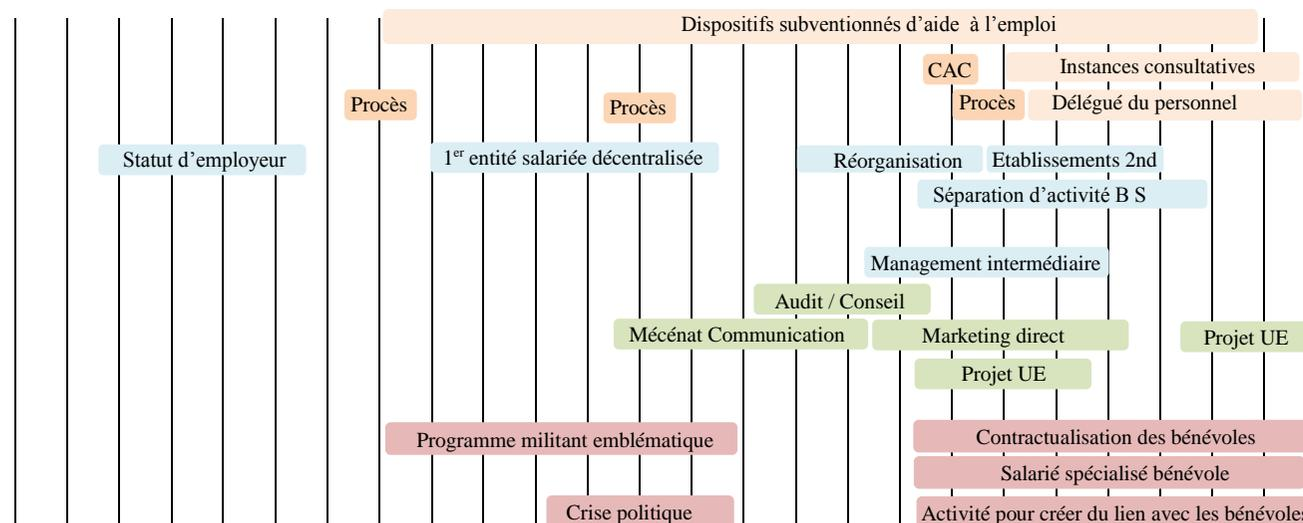 Dispositifs subventionnés d’aide à l’emploi
CAC
Instances consultatives
Procès
Procès
Procès
Délégué du personnel
Statut d’employeur
1er entité salariée décentralisée
Réorganisation
Etablissements 2nd
Séparation d’activité B S
Management intermédiaire
Audit / Conseil
Mécénat Communication
Marketing direct
Projet UE
Projet UE
Programme militant emblématique
Contractualisation des bénévoles
Salarié spécialisé bénévole
Crise politique
Activité pour créer du lien avec les bénévoles